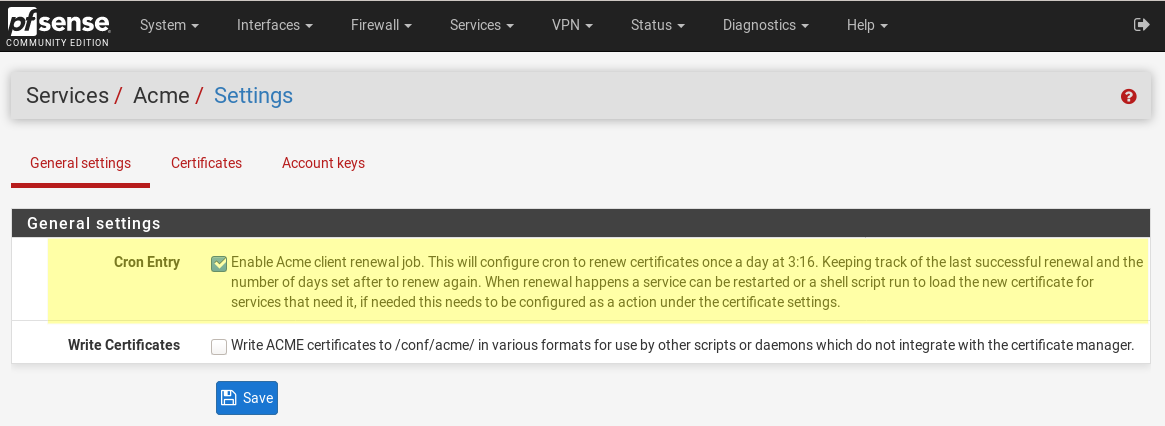 pfsense
COMMUNITY EDITION
System
Interfaces
Firewall
Services
VPN
Status
Diagnostics
Help
Services / Acme / Settings
General settings
Certificates
Account keys
General settings
Cron Entry
Enable Acme client renewal job. This will configure cron to renew certificates once a day at 3:16. Keeping track of the last successful renewal and the
number of days set after to renew again. When renewal happens a service can be restarted or a shell script run to load the new certificate for
services that need it, if needed this needs to be configured as a action under the certificate settings.
Write Certificates
Write ACME certificates to /conf/acme/ in various formats for use by other scripts or daemons which do not integrate with the certificate manager.
Save